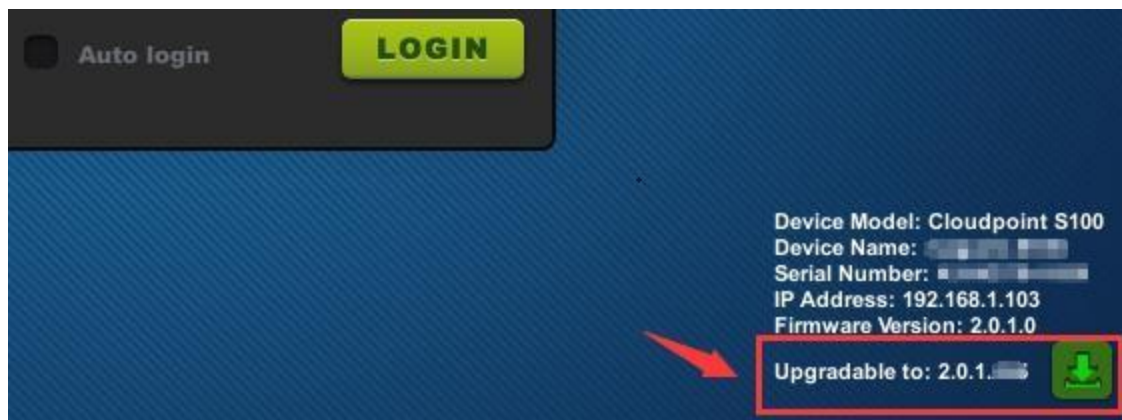 Auto login
LOGIN
Device Model: Cloudpoint S100
Device Name:
Serial Number:
IP Address: 192.168.1.103
Firmware Version: 2.0.1.0
Upgradable to: 2.0.1.